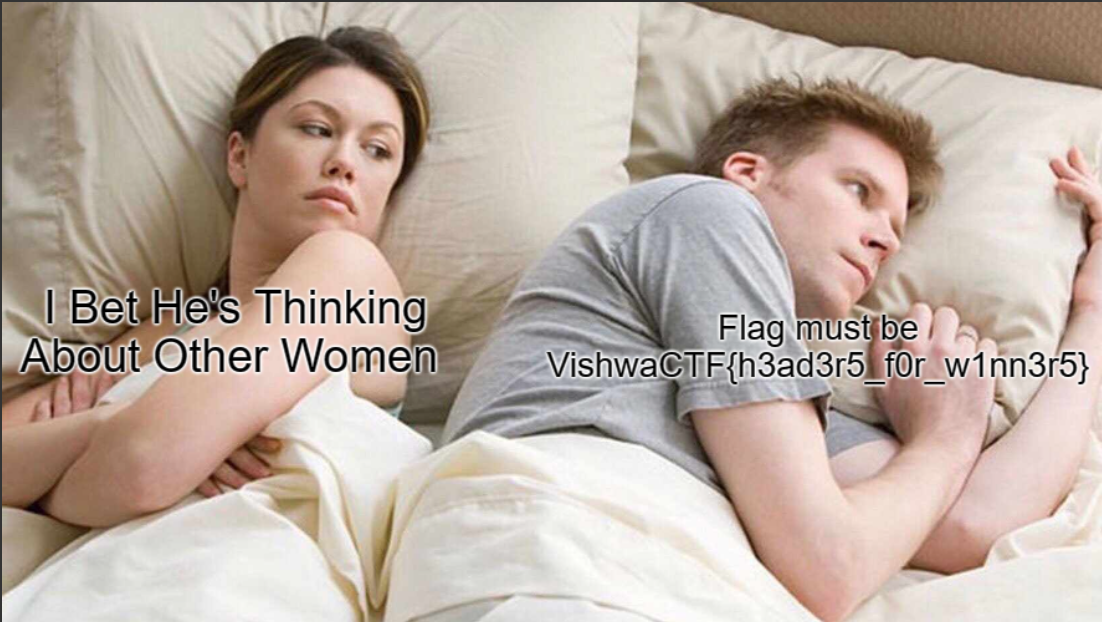 I Bet He's Thinking
About Other Women
Flag must be
VishwaCTF{h3ad3r5_f0r_w1nn3r5}